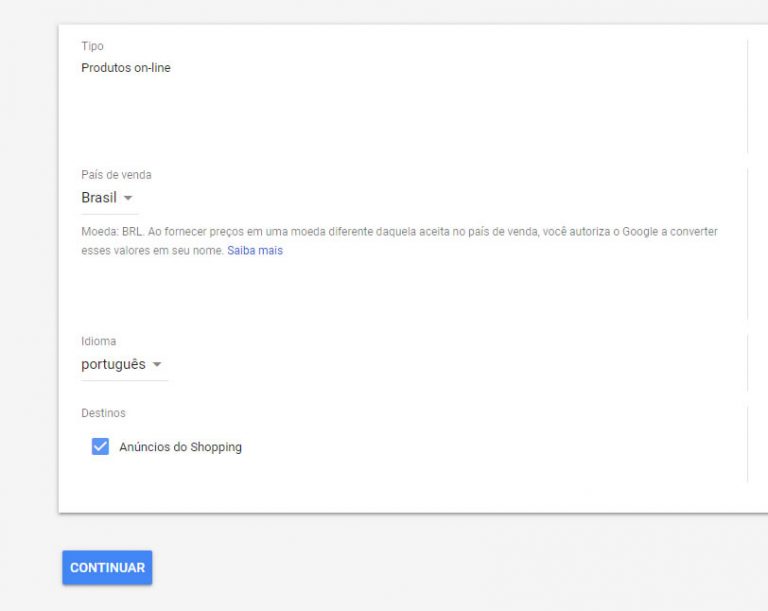 Tipo
Produtos on-line
País de venda
Brasil
Moeda: BRL. Ao fornecer preços em uma moeda diferente daquela aceita no país de venda, você autoriza o Google a converter
esses valores em seu nome. Saiba mais
Idioma
português
Destinos
Anúncios do Shopping
CONTINUAR